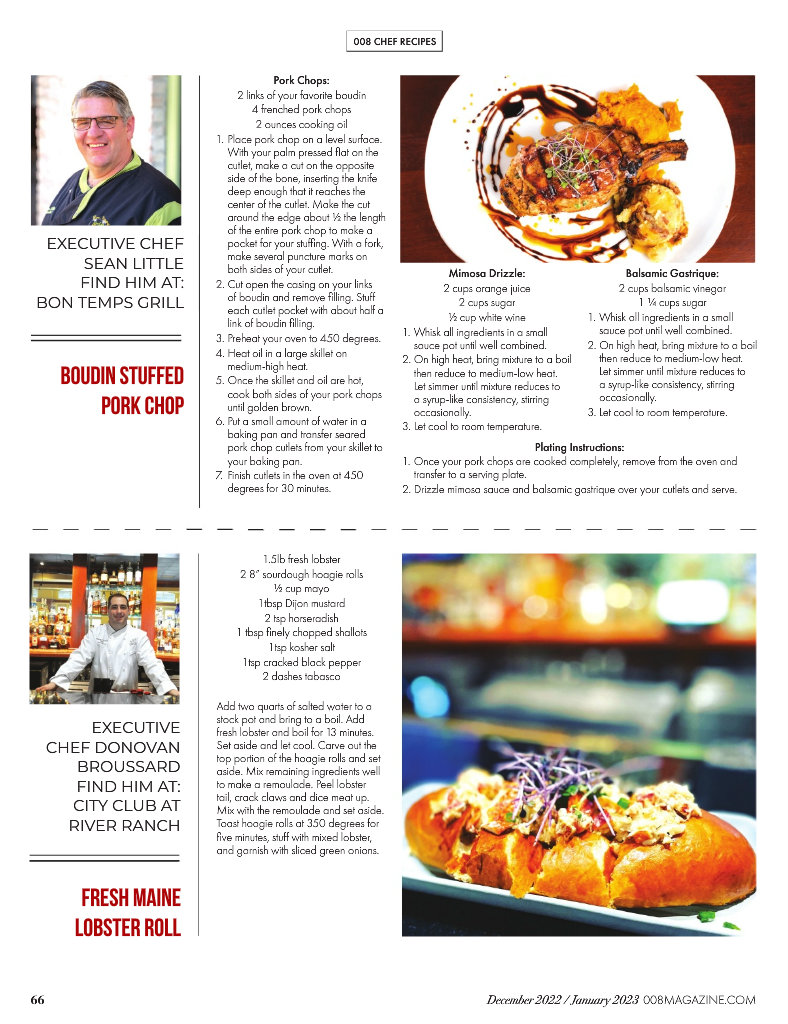 008 CHEF RECIPES
EXECUTIVE CHEF
SEAN LITTLE
FIND HIM AT:
BON TEMPS GRILL
BOUDIN STUFFED
PORK CHOP
Pork Chops:
2 links of your favorite boudin
4 frenched pork chops
2 ounces cooking oil
1. Place pork chop on a level surface.
With your palm pressed flat on the
cutlet, make a cut on the opposite
side of the bone, inserting the knife
deep enough that it reaches the
center of the cutlet. Make the cut
around the edge about ½ the length
of the entire pork chop to make a
pocket for your stuffing. With a fork,
make several puncture marks on
both sides of your cutlet.
2. Cut open the casing on your links
of boudin and remove filling. Stuff
each cutlet pocket with about half a
link of boudin filling.
3. Preheat your oven to 450 degrees.
4. Heat oil in a large skillet on
medium-high heat.
5. Once the skillet and oil are hot,
cook both sides of your pork chops
until golden brown.
6. Put a small amount of water in a
baking pan and transfer seared
pork chop cutlets from your skillet to
your baking pan.
7. Finish cutlets in the oven at 450
degrees for 30 minutes.
Mimosa Drizzle:
2 cups orange juice
2 cups sugar
½ cup white wine
1. Whisk all ingredients in a small
sauce pot until well combined.
2. On high heat, bring mixture to a boil
then reduce to medium-low heat.
Let simmer until mixture reduces to
a syrup-like consistency, stirring
occasionally.
3. Let cool to room temperature.
Balsamic Gastrique:
2 cups balsamic vinegar
1 ¼ cups sugar
1. Whisk all ingredients in a small
sauce pot until well combined.
2. On high heat, bring mixture to a boil
then reduce to medium-low heat.
Let simmer until mixture reduces to
a syrup-like consistency, stirring
occasionally.
3. Let cool to room temperature.
Plating Instructions:
1. Once your pork chops are cooked completely, remove from the oven and
transfer to a serving plate.
2. Drizzle mimosa sauce and balsamic gastrique over your cutlets and serve.
EXECUTIVE
CHEF DONOVAN
BROUSSARD
FIND HIM AT:
CITY CLUB AT
RIVER RANCH
FRESH MAINE
LOBSTER ROLL
1.5lb fresh lobster
2 8” sourdough hoagie rolls
½ cup mayo
1tbsp Dijon mustard
2 tsp horseradish
1 tbsp finely chopped shallots
1tsp kosher salt
1tsp cracked black pepper
2 dashes tabasco
Add two quarts of salted water to a
stock pot and bring to a boil. Add
fresh lobster and boil for 13 minutes.
Set aside and let cool. Carve out the
top portion of the hoagie rolls and set
aside. Mix remaining ingredients well
to make a remoulade. Peel lobster
tail, crack claws and dice meat up.
Mix with the remoulade and set aside.
Toast hoagie rolls at 350 degrees for
five minutes, stuff with mixed lobster,
and garnish with sliced green onions.
66
December 2022 / January 2023 008MAGAZINE.COM